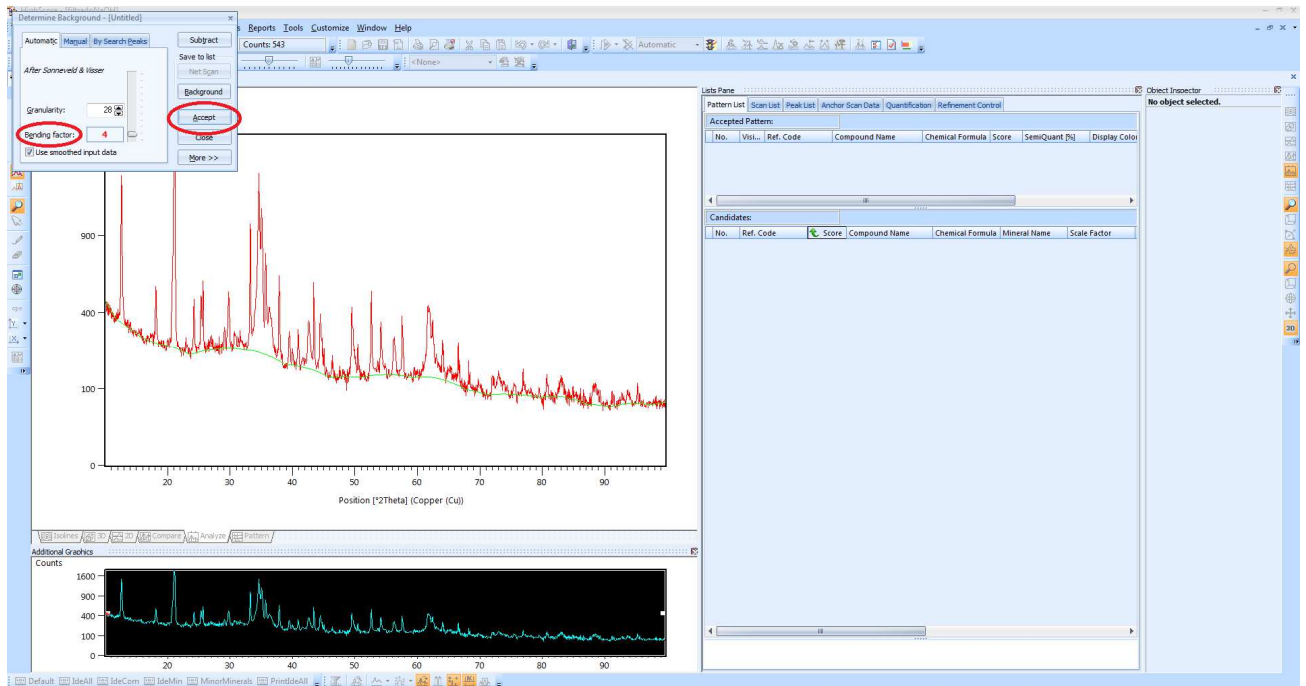 Determine Background - [Untitled]
Reports Tools Customize Window Help
Automatic Manual By Search Peaks
Subtract
Counts: 543
Automatic
Save to list
<None>
After Sonneveld & Visser
Net Scan
Background
Granularity: 28
Accept
Bending factor: 4
Close
Use smoothed input data
More >>
Lists Pane
Object Inspector
Pattern List Scan List Peak List Anchor Scan Data Quantification Refinement Control
No object selected.
Accepted Pattern:
No. Visi... Ref. Code Compound Name Chemical Formula Score SemiQuant [%] Display Color
Candidates:
No. Ref. Code Score Compound Name Chemical Formula Mineral Name Scale Factor
3D
900
400
100
0
20 30 40 50 60 70 80 90
Position [°2Theta] (Copper (Cu))
Isolines 3D 2D Compare Analyze Pattern
Additional Graphics
Counts
1600
900
400
100
0
20 30 40 50 60 70 80 90
Default IdeAll IdeCom IdeMin MinorMinerals PrintIdeAll